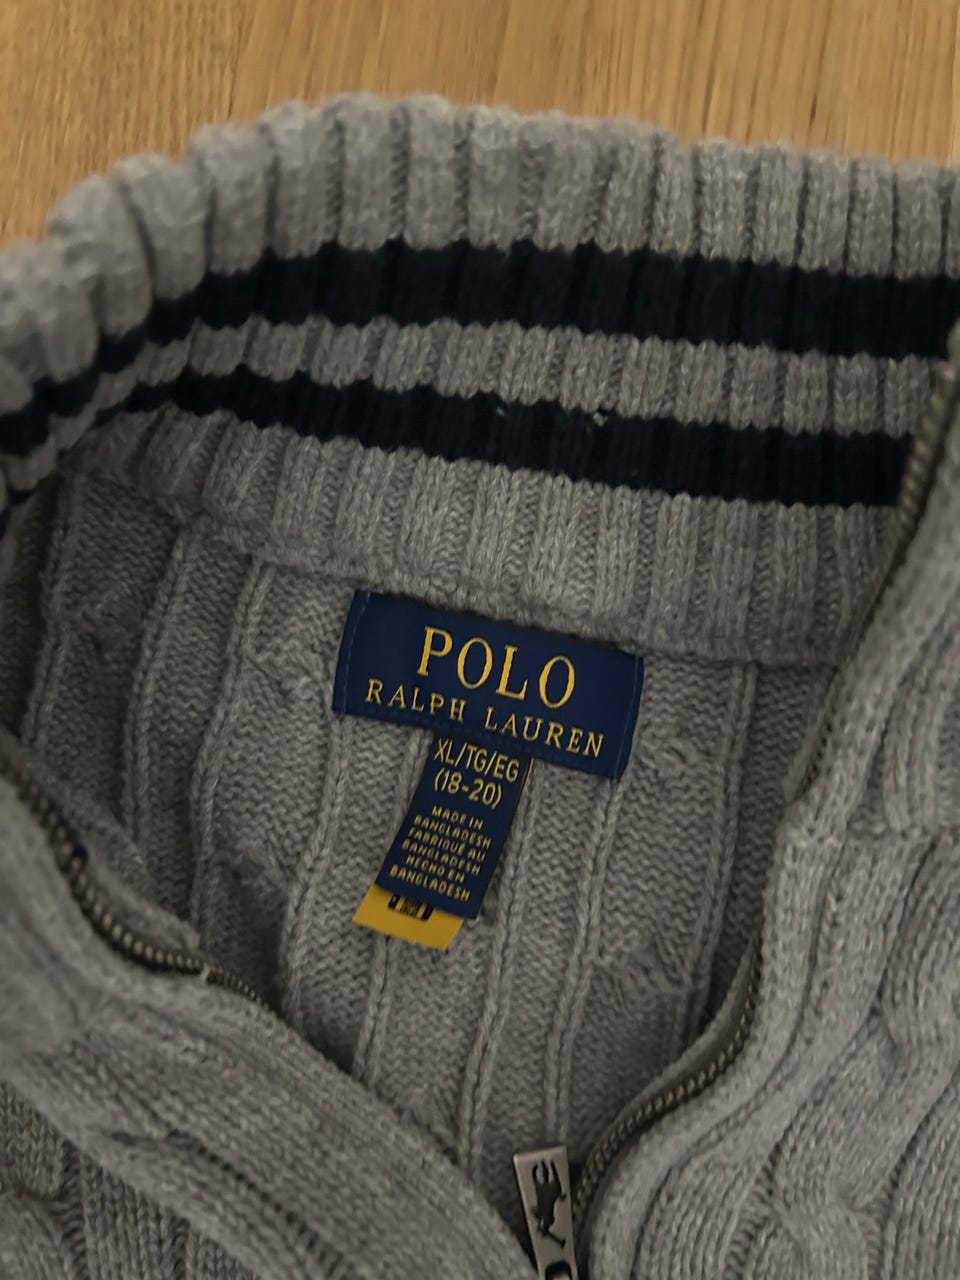 POLO
RALPH LAUREN
XL/TG/EG
(18-20)
MADE IN
BANGLADESH
FABRIQUÉ AU
BANGLADESH
HECHO EN
BANGLADESH